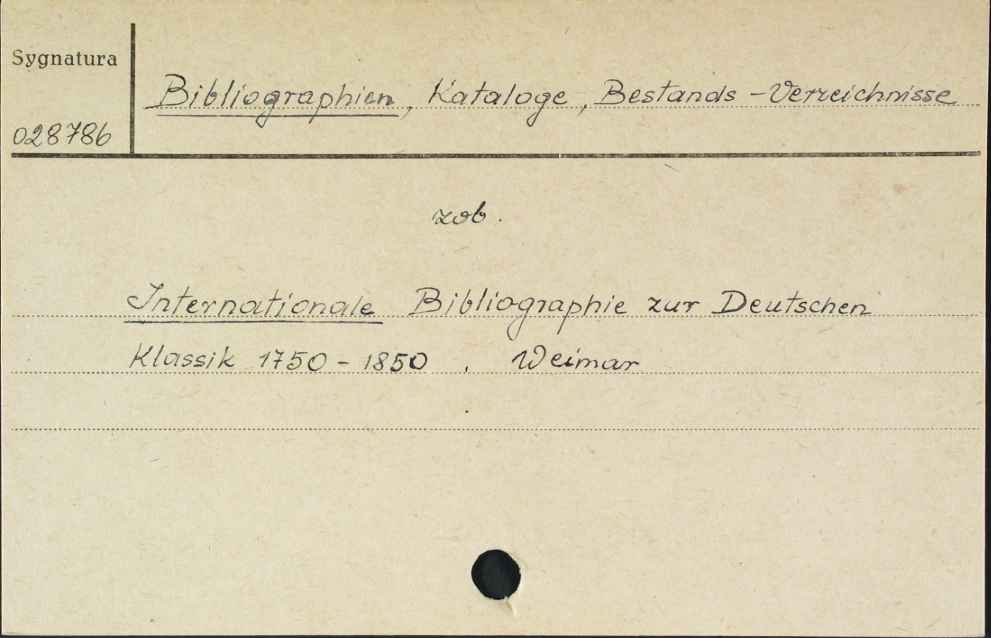 Sygnatura
Bibliographien, Kataloge, Bestands-Verzeichnisse
028786
zob.
Internationale Bibliographie zur Deutschen
Klassik 1750-1850. Weimar